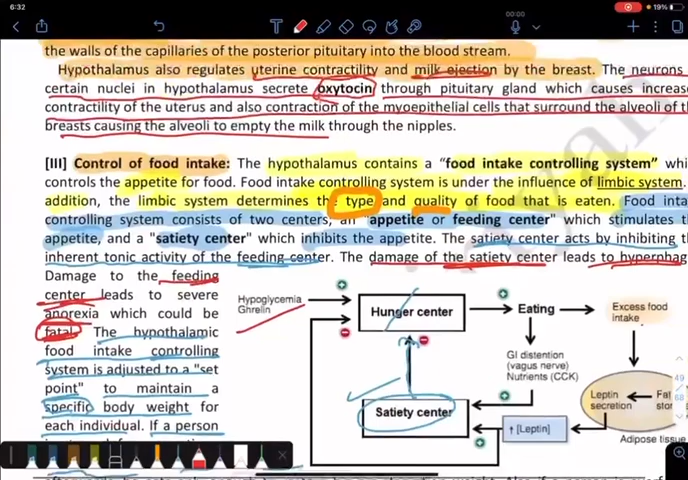 6:32
00:00
19%
the walls of the capillaries of the posterior pituitary into the blood stream.
Hypothalamus also regulates uterine contractility and milk ejection by the breast. The neurons
certain nuclei in hypothalamus secrete oxytocin through pituitary gland which causes increas
contractility of the uterus and also contraction of the myoepithelial cells that surround the alveoli of
breasts causing the alveoli to empty the milk through the nipples.
[III] Control of food intake: The hypothalamus contains a "food intake controlling system" whi
controls the appetite for food. Food intake controlling system is under the influence of limbic system.
addition, the limbic system determines the type and quality of food that is eaten. Food inta
controlling system consists of two centers, an "appetite or feeding center" which stimulates t
appetite, and a "satiety center" which inhibits the appetite. The satiety center acts by inhibiting th
inherent tonic activity of the feeding center. The damage of the satiety center leads to hyperphag
Damage to the feeding
center leads to severe
anorexia which could be
fatal. The hypothalamic
food intake controlling
system is adjusted to a "set
point" to maintain a
specific body weight for
each individual. If a person
Hypoglycemia
Ghrelin
Hunger center
Eating
Excess food
intake
GI distention
(vagus nerve)
Nutrients (CCK)
Satiety center
↑ [Leptin]
Leptin
secretion
Fat
stor
Adipose tissue
49
68